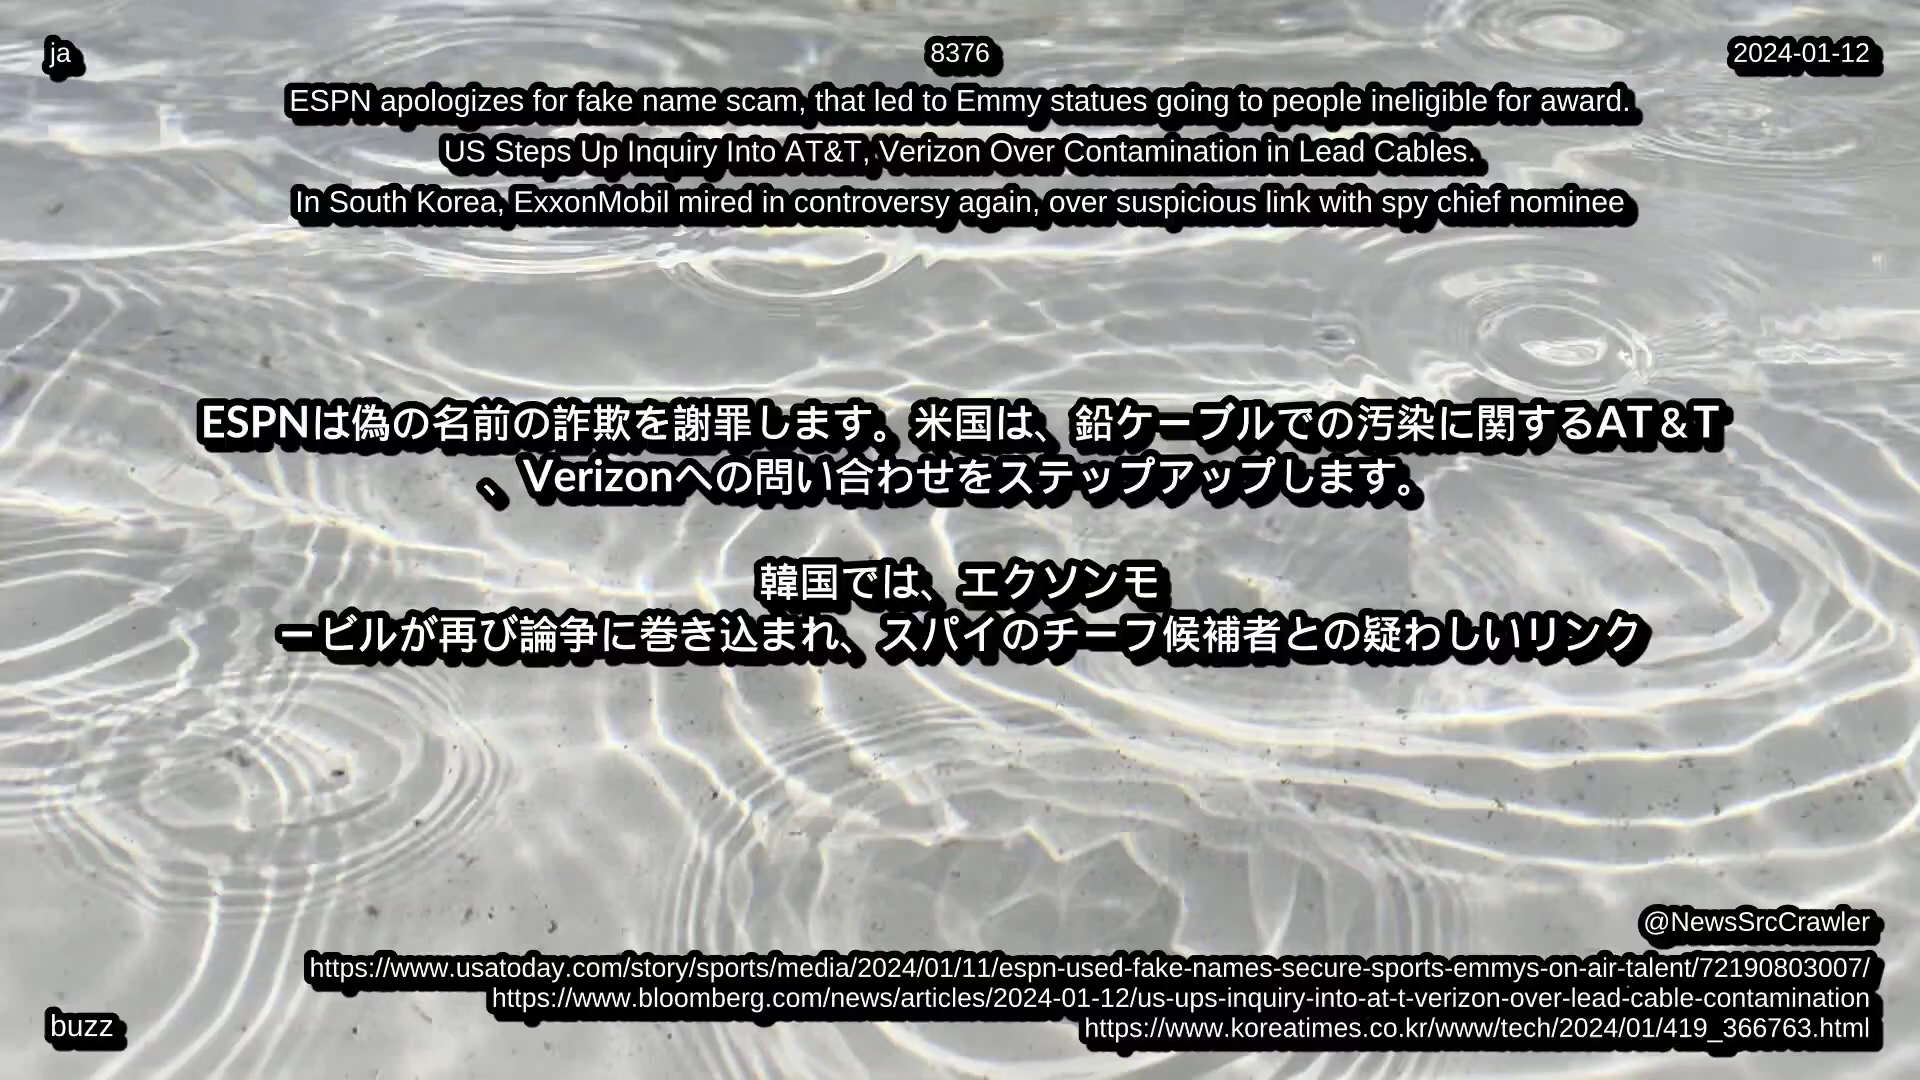 ja
8376
2024-01-12
ESPN apologizes for fake name scam, that led to Emmy statues going to people ineligible for award.
US Steps Up Inquiry Into AT&T, Verizon Over Contamination in Lead Cables.
In South Korea, ExxonMobil mired in controversy again, over suspicious link with spy chief nominee
ESPNは偽の名前の詐欺を謝罪します。米国は、鉛ケーブルでの汚染に関するAT＆T
、Verizonへの問い合わせをステップアップします。
韓国では、エクソンモ
ービルが再び論争に巻き込まれ、スパイのチーフ候補者との疑わしいリンク
@NewsSrcCrawler
https://www.usatoday.com/story/sports/media/2024/01/11/espn-used-fake-names-secure-sports-emmys-on-air-talent/72190803007/
https://www.bloomberg.com/news/articles/2024-01-12/us-ups-inquiry-into-at-t-verizon-over-lead-cable-contamination
https://www.koreatimes.co.kr/www/tech/2024/01/419_366763.html
buzz